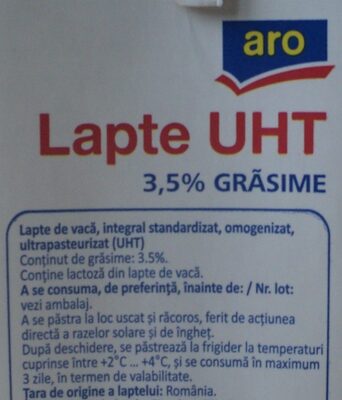 aro
Lapte UHT
3,5% GRĂSIME
Lapte de vacă, integral standardizat, omogenizat,
ultrapasteurizat (UHT)
Conținut de grăsime: 3.5%.
Conține lactoză din lapte de vacă.
A se consuma, de preferință, înainte de: / Nr. lot:
vezi ambalaj.
A se păstra la loc uscat și răcoros, ferit de acțiunea
directă a razelor solare și de îngheț.
După deschidere, se păstrează la frigider la temperaturi
cuprinse între +2°C ... +4°C, și se consumă în maximum
3 zile, în termen de valabilitate.
Tara de origine a laptelui: România.